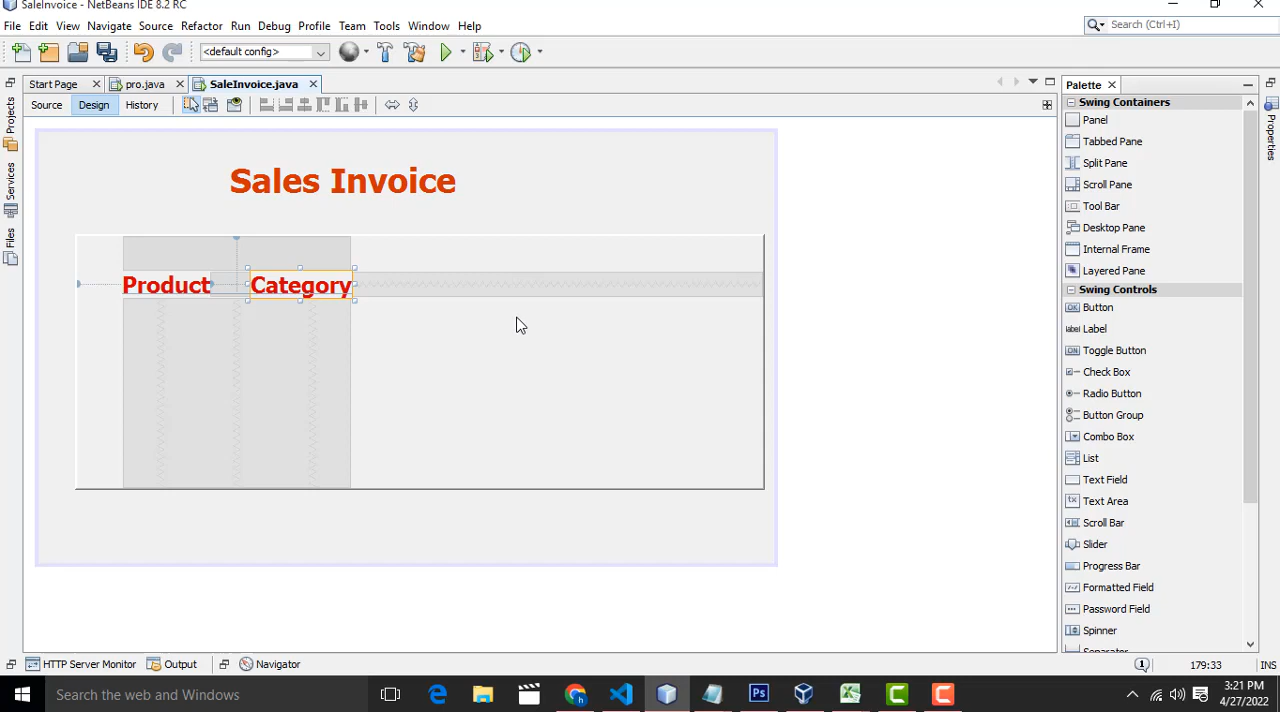 SaleInvoice - NetBeans IDE 8.2 RC
File Edit View Navigate Source Refactor Run Debug Profile Team Tools Window Help
Search (Ctrl+I)
<default config>
Start Page pro.java SaleInvoice.java
Source Design History
Projects
Services
Files
Sales Invoice
Product Category
Palette
Swing Containers
Panel
Tabbed Pane
Split Pane
Scroll Pane
Tool Bar
Desktop Pane
Internal Frame
Layered Pane
Swing Controls
OK Button
label Label
ON Toggle Button
Check Box
Radio Button
Button Group
Combo Box
List
Text Field
Text Area
Scroll Bar
Slider
Progress Bar
Formatted Field
Password Field
Spinner
Properties
HTTP Server Monitor Output Navigator
1 179:33 INS
Search the web and Windows
3:21 PM
4/27/2022